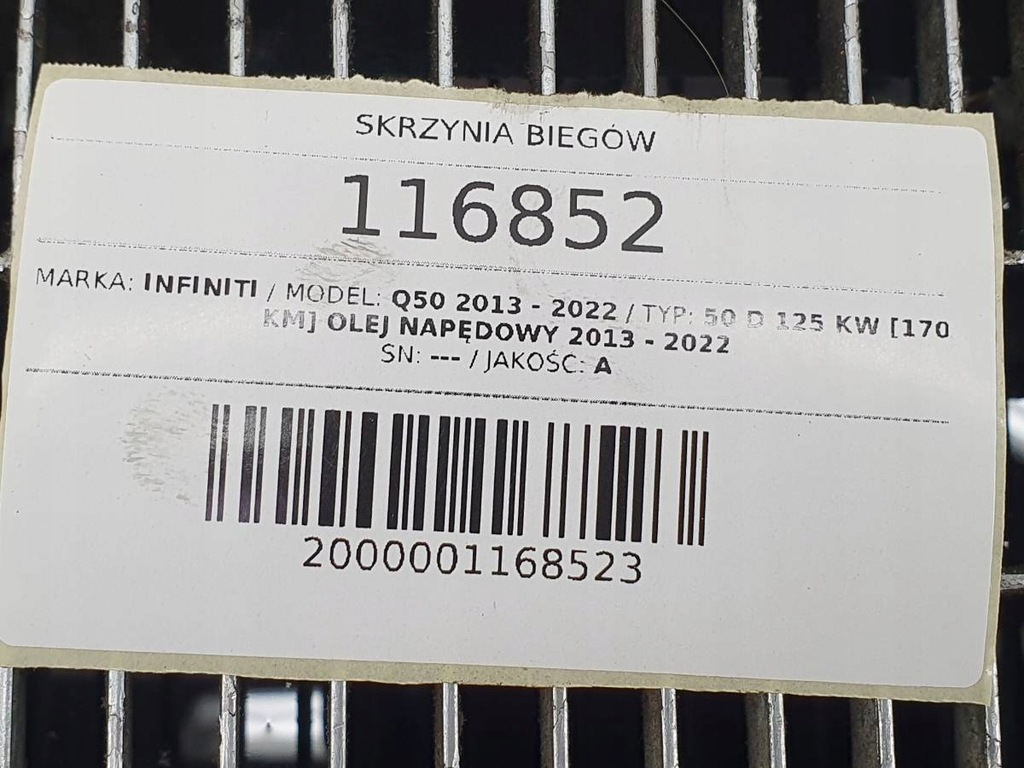 SKRZYNIA BIEGÓW
116852
MARKA: INFINITI / MODEL: Q50 2013 - 2022 / TYP: 50 D 125 KW [170
KM] OLEJ NAPĘDOWY 2013 - 2022
SN: --- / JAKOŚĆ: A
2000001168523